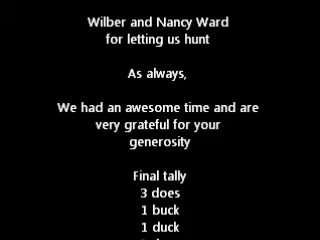 Wilber and Nancy Ward
for letting us hunt
As always,
We had an awesome time and are
very grateful for your
generosity
Final tally
3 does
1 buck
1 duck